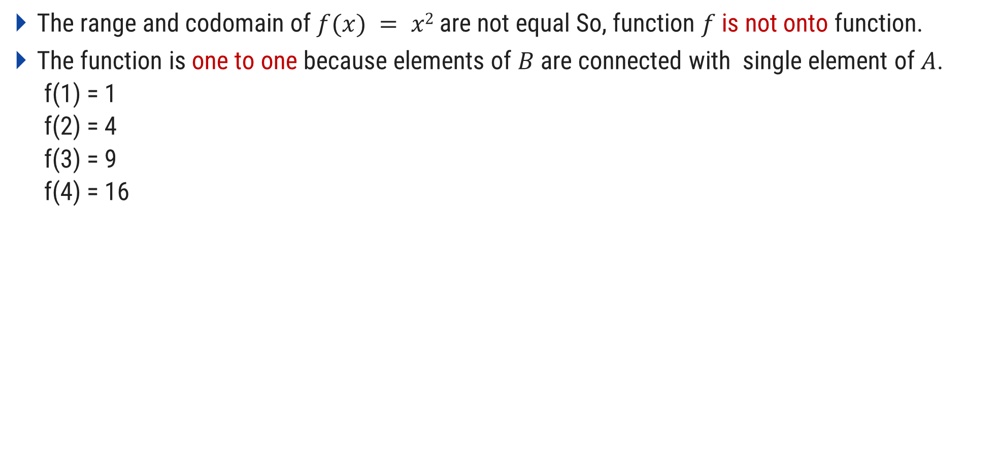 The range and codomain of f(x) = x² are not equal So, function f is not onto function.
The function is one to one because elements of B are connected with single element of A.
f(1) = 1
f(2) = 4
f(3) = 9
f(4) = 16